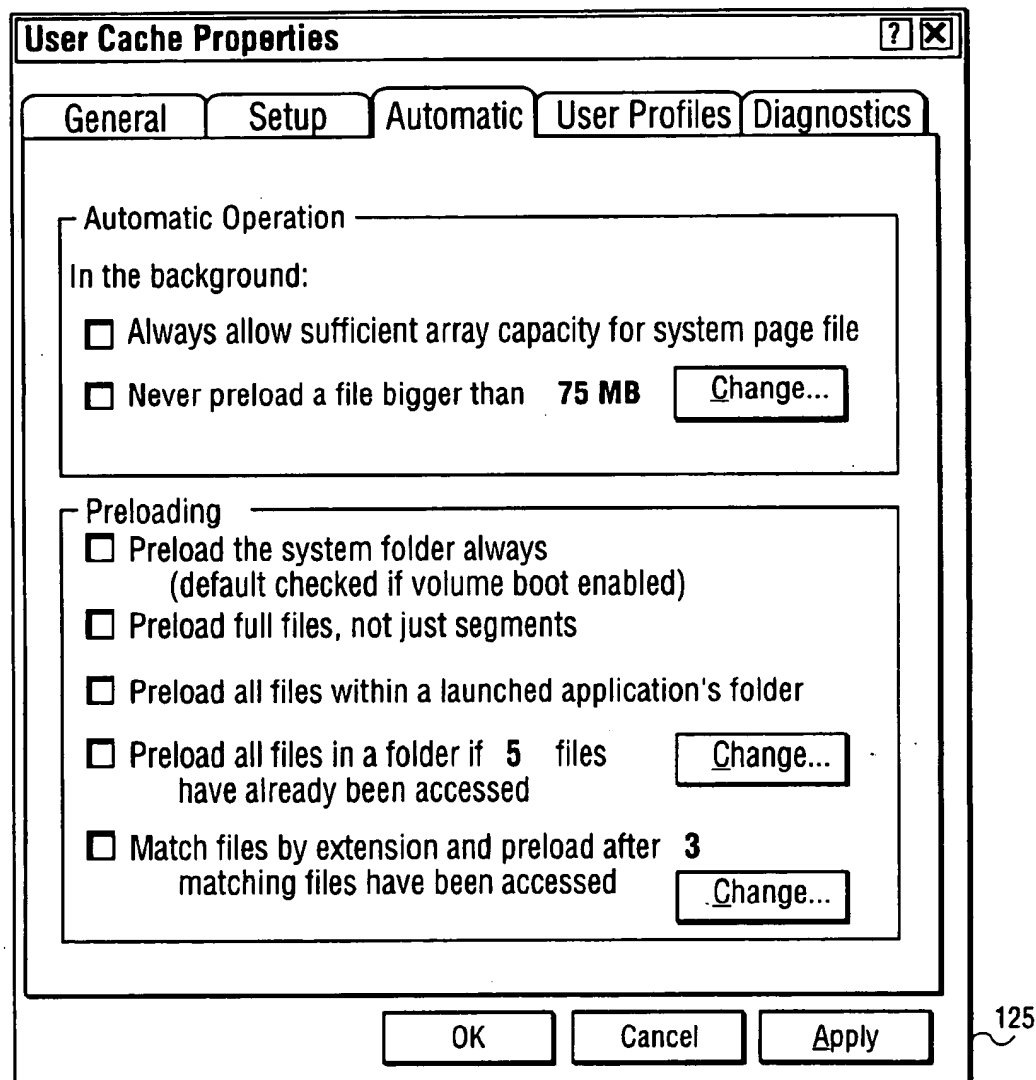 User Cache Properties ?
General Setup Automatic User Profiles Diagnostics
Automatic Operation
In the background:
Always allow sufficient array capacity for system page file
Never preload a file bigger than 75 MB Change...
Preloading
Preload the system folder always
(default checked if volume boot enabled)
Preload full files, not just segments
Preload all files within a launched application's folder
Preload all files in a folder if 5 files Change...
have already been accessed
Match files by extension and preload after 3
matching files have been accessed Change...
OK Cancel Apply
125